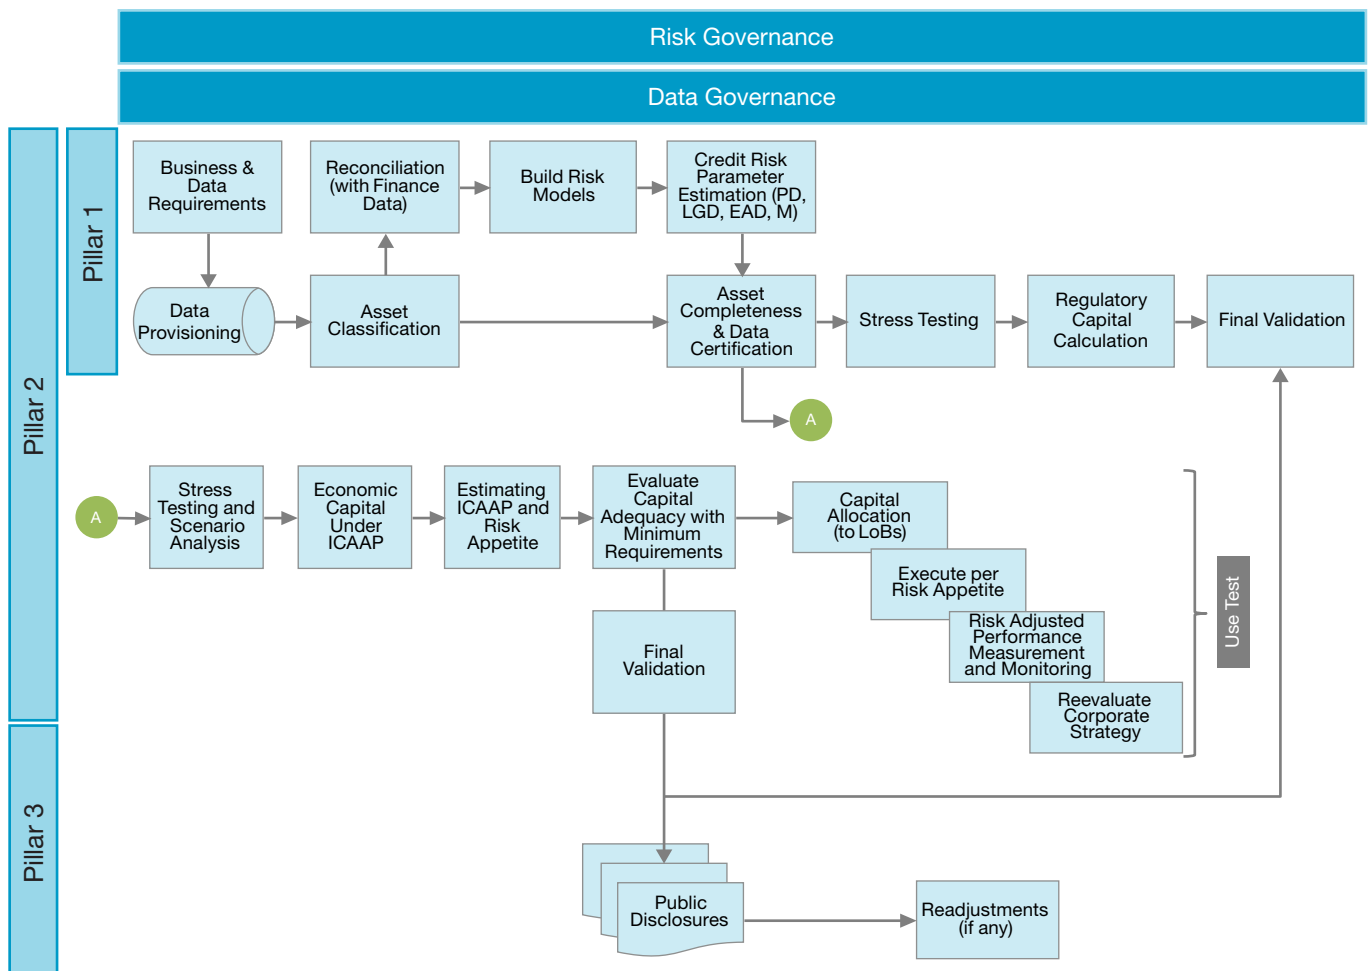 Risk Governance
Data Governance
Pillar 1
Pillar 2
Pillar 3
Business &
Data
Requirements
Reconciliation
(with Finance
Data)
Build Risk
Models
Credit Risk
Parameter
Estimation (PD,
LGD, EAD, M)
Data
Provisioning
Asset
Classification
Asset
Completeness
& Data
Certification
Stress Testing
Regulatory
Capital
Calculation
Final Validation
A
A
Stress
Testing and
Scenario
Analysis
Economic
Capital
Under
ICAAP
Estimating
ICAAP and
Risk
Appetite
Evaluate
Capital
Adequacy with
Minimum
Requirements
Capital
Allocation
(to LoBs)
Execute per
Risk Appetite
Risk Adjusted
Performance
Measurement
and Monitoring
Reevaluate
Corporate
Strategy
Use Test
Final
Validation
Public
Disclosures
Readjustments
(if any)